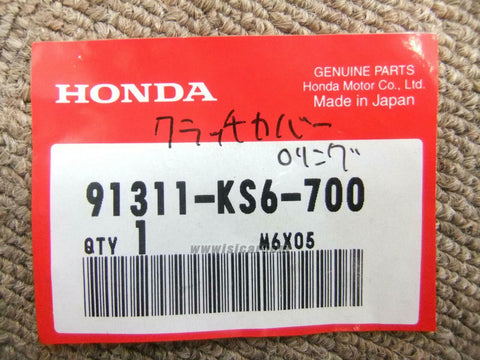 HONDA
GENUINE PARTS
Honda Motor Co., Ltd.
Made in Japan
クラッチカバー
Oリング
91311-KS6-700
QTY 1
M6X05